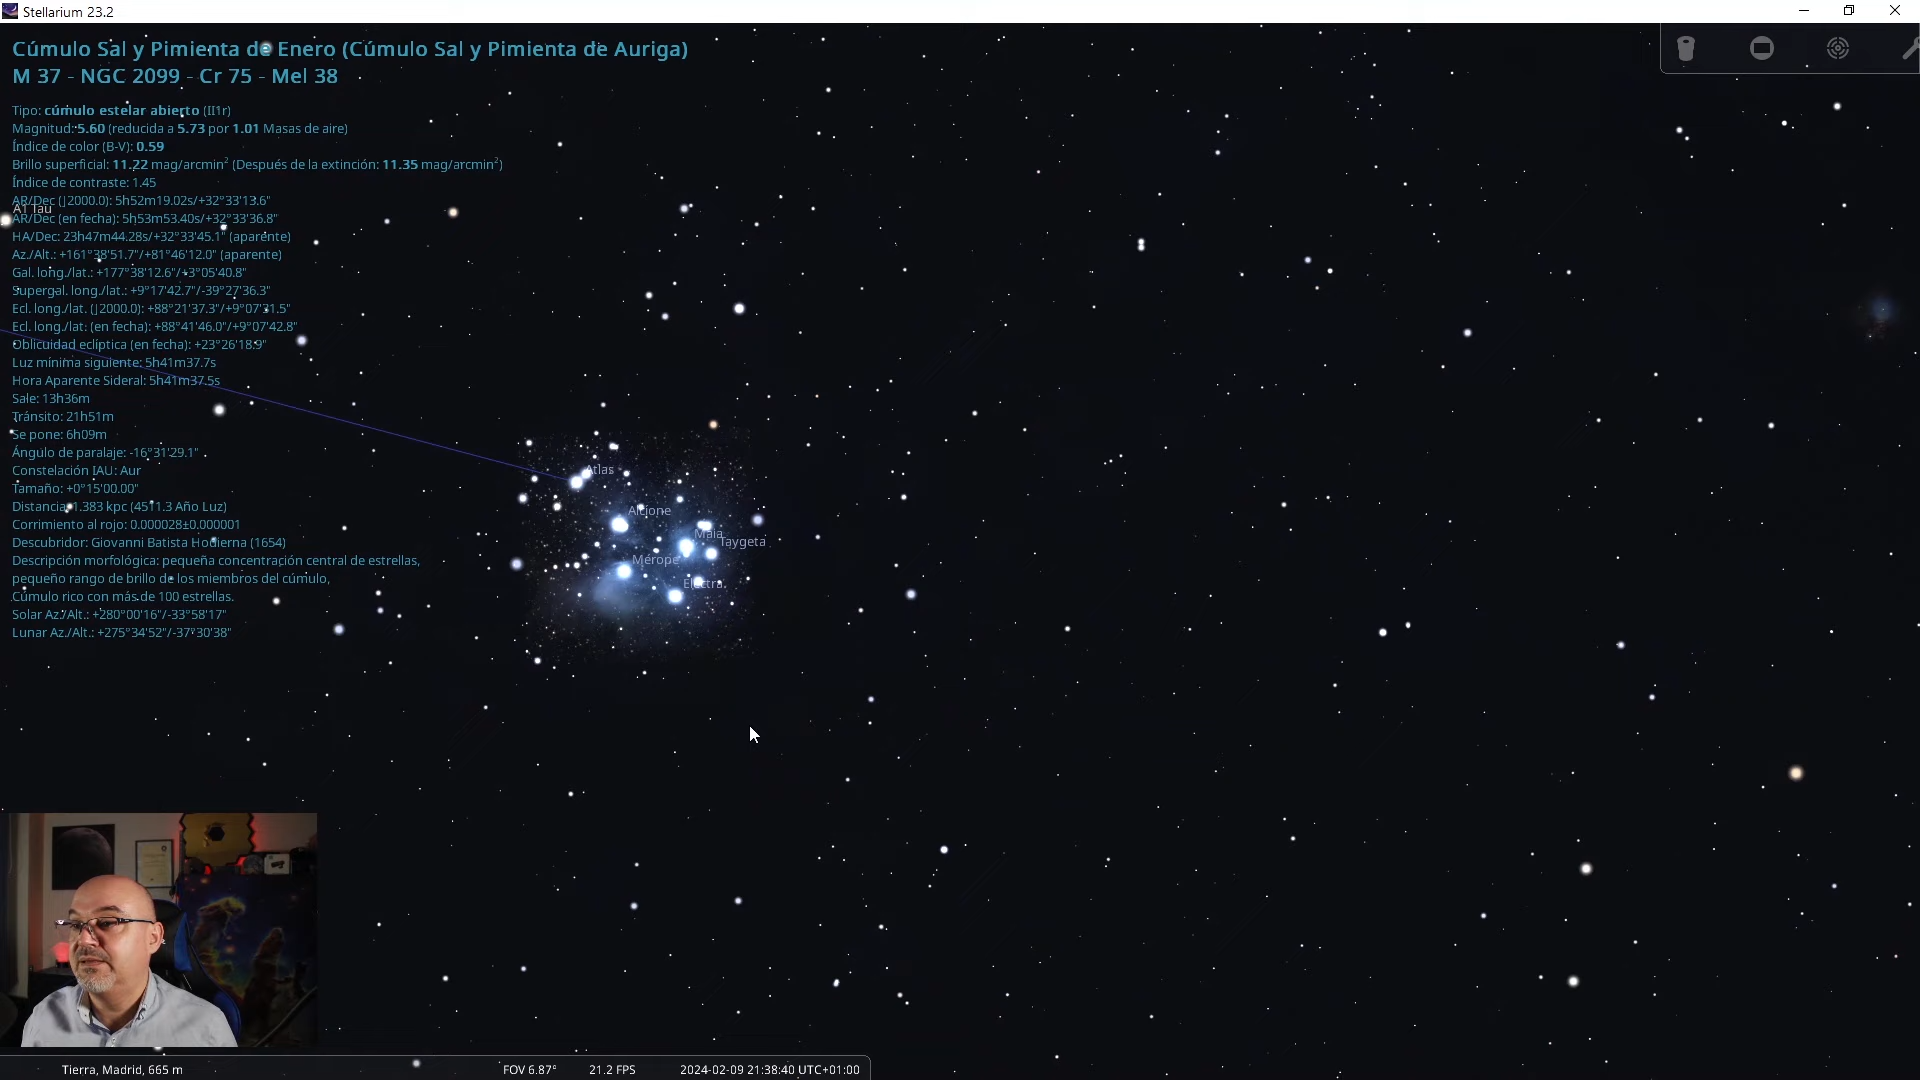 Stellarium 23.2
Cúmulo Sal y Pimienta de Enero (Cúmulo Sal y Pimienta de Auriga)
M 37 - NGC 2099 - Cr 75 - Mel 38
Tipo: cúmulo estelar abierto (II1r)
Magnitud: 5.60 (reducida a 5.73 por 1.01 Masas de aire)
Índice de color (B-V): 0.59
Brillo superficial: 11.22 mag/arcmin² (Después de la extinción: 11.35 mag/arcmin²)
Índice de contraste: 1.45
AR/Dec (J2000.0): 5h52m19.02s/+32°33'13.6"
A1 Tau
AR/Dec (en fecha): 5h53m53.40s/+32°33'36.8"
HA/Dec: 23h47m44.28s/+32°33'45.1" (aparente)
Az./Alt.: +161°38'51.7"/+81°46'12.0" (aparente)
Gal. long./lat.: +177°38'12.6"/+3°05'40.8"
Supergal. long./lat.: +9°17'42.7"/-39°27'36.3"
Ecl. long./lat. (J2000.0): +88°21'37.3"/+9°07'31.5"
Ecl. long./lat. (en fecha): +88°41'46.0"/+9°07'42.8"
Oblicuidad eclíptica (en fecha): +23°26'18.9"
Luz mínima siguiente: 5h41m37.7s
Hora Aparente Sideral: 5h41m37.5s
Sale: 13h36m
Tránsito: 21h51m
Se pone: 6h09m
Ángulo de paralaje: -16°31'29.1"
Constelación IAU: Aur
Tamaño: +0°15'00.00"
Distancia: 1.383 kpc (4511.3 Año Luz)
Corrimiento al rojo: 0.000028±0.000001
Descubridor: Giovanni Batista Hodierna (1654)
Descripción morfológica: pequeña concentración central de estrellas,
pequeño rango de brillo de los miembros del cúmulo,
Cúmulo rico con más de 100 estrellas.
Solar Az./Alt.: +280°00'16"/-33°58'17"
Lunar Az./Alt.: +275°34'52"/-37°30'38"
Atlas
Alcíone
Maia
Taygeta
Mérope
Electra
Tierra, Madrid, 665 m
FOV 6.87°
21.2 FPS
2024-02-09 21:38:40 UTC+01:00